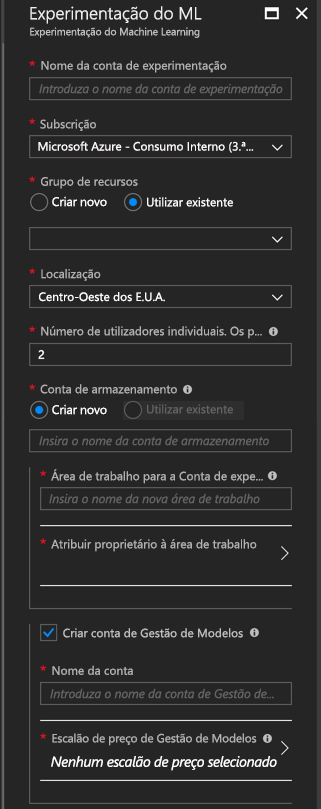 Experimentação do ML
Experimentação do Machine Learning
* Nome da conta de experimentação
Introduza o nome da conta de experimentação
* Subscrição
Microsoft Azure - Consumo Interno (3.ª...
* Grupo de recursos
Criar novo Utilizar existente
* Localização
Centro-Oeste dos E.U.A.
* Número de utilizadores individuais. Os p...
2
* Conta de armazenamento
Criar novo Utilizar existente
Insira o nome da conta de armazenamento
* Área de trabalho para a Conta de expe...
Insira o nome da nova área de trabalho
* Atribuir proprietário à área de trabalho
Criar conta de Gestão de Modelos
* Nome da conta
Introduza o nome da conta de Gestão de...
* Escalão de preço de Gestão de Modelos
Nenhum escalão de preço selecionado